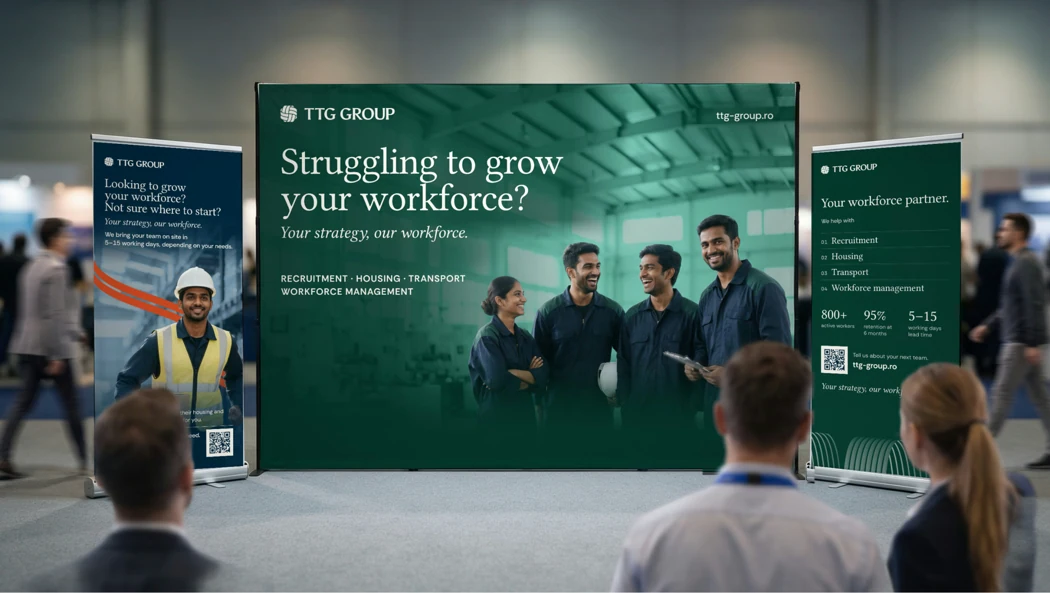 TTG GROUP
Looking to grow
your workforce?
Not sure where to start?
Your strategy, our workforce.
We bring your team on site in
5–15 working days, depending on your needs.
their housing and
for you
need.
TTG GROUP
ttg-group.ro
Struggling to grow
your workforce?
Your strategy, our workforce.
RECRUITMENT · HOUSING · TRANSPORT
WORKFORCE MANAGEMENT
TTG GROUP
Your workforce partner.
We help with
01 Recruitment
02 Housing
03 Transport
04 Workforce management
800+ 95% 5–15
active workers retention at working days
6 months lead time
Tell us about your next team.
ttg-group.ro
Your strategy, our work